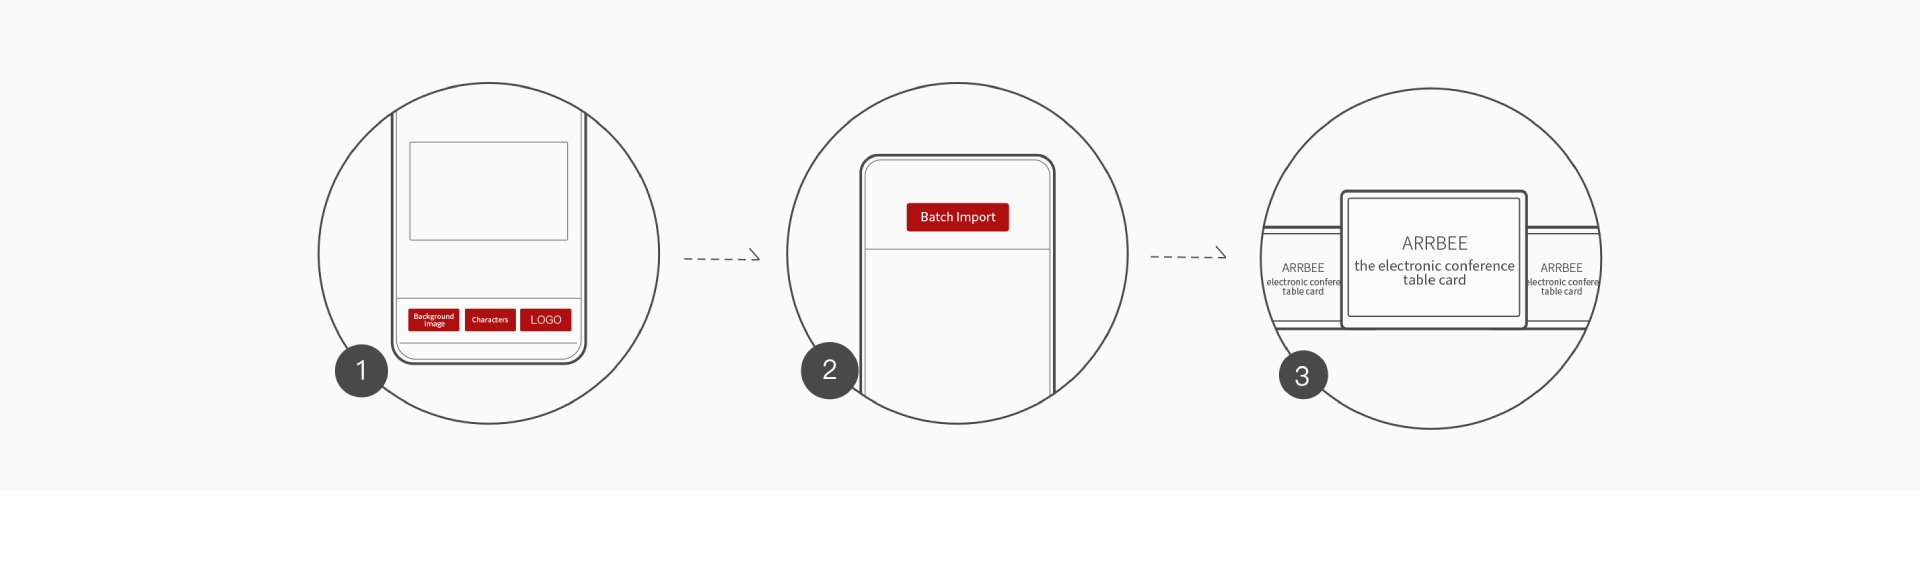 Background
Image
Characters
LOGO
1
Batch Import
2
ARRBEE
the electronic conference
table card
ARRBEE
electronic confere
table card
ARRBEE
electronic confere
table card
3